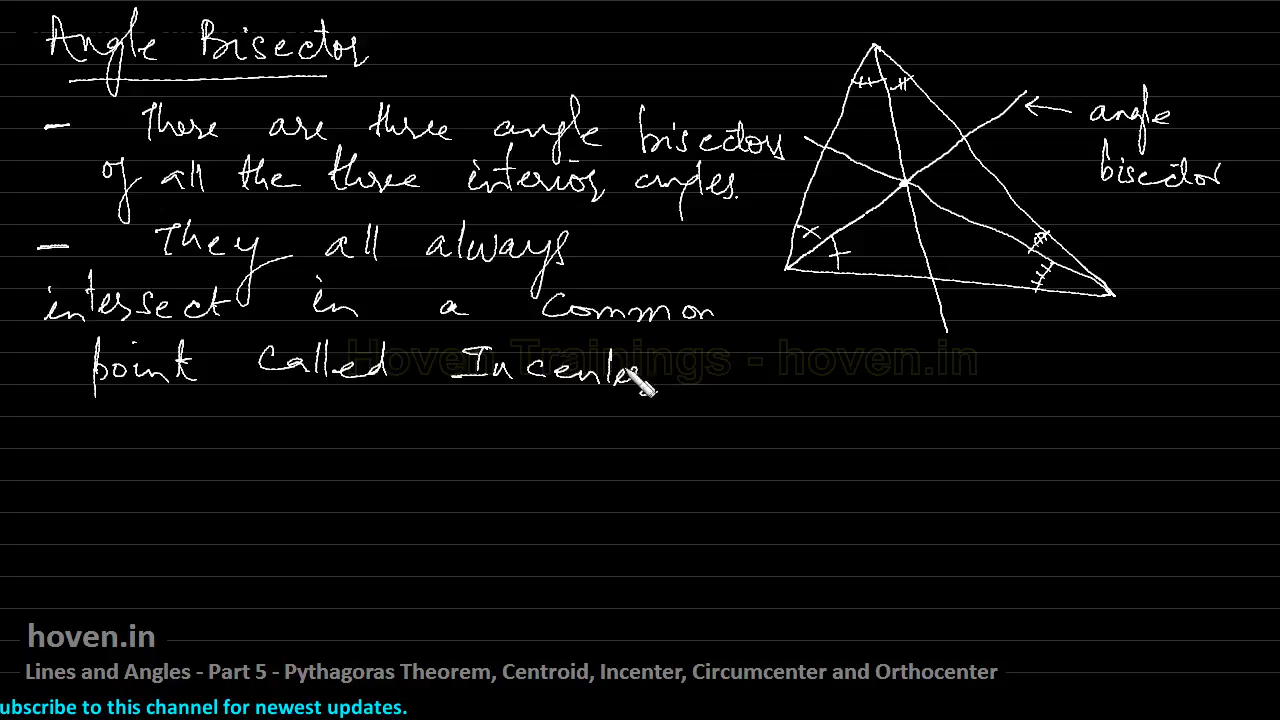 Angle Bisector
- There are three angle bisectors
of all the three interior angles.
- They all always
intersect in a common
point called Incenter
← angle
bisector
Hoven Trainings - hoven.in
hoven.in
Lines and Angles - Part 5 - Pythagoras Theorem, Centroid, Incenter, Circumcenter and Orthocenter
ubscribe to this channel for newest updates.